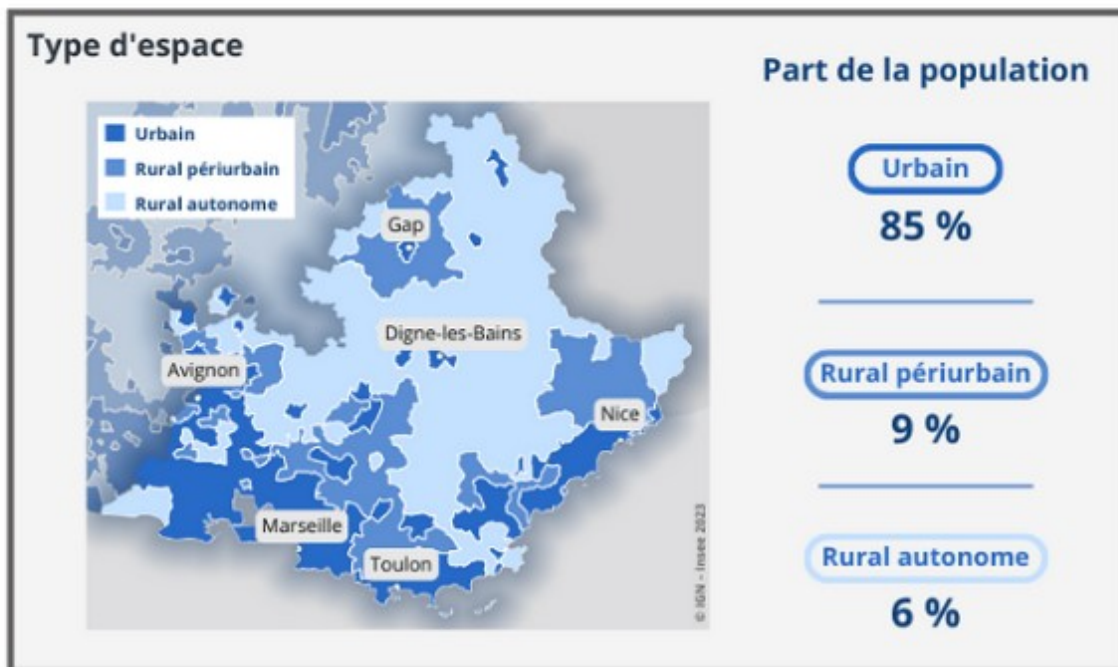 Type d'espace
Urbain
Rural périurbain
Rural autonome
Gap
Digne-les-Bains
Avignon
Nice
Marseille
Toulon
© IGN - Insee 2023
Part de la population
Urbain
85 %
Rural périurbain
9 %
Rural autonome
6 %